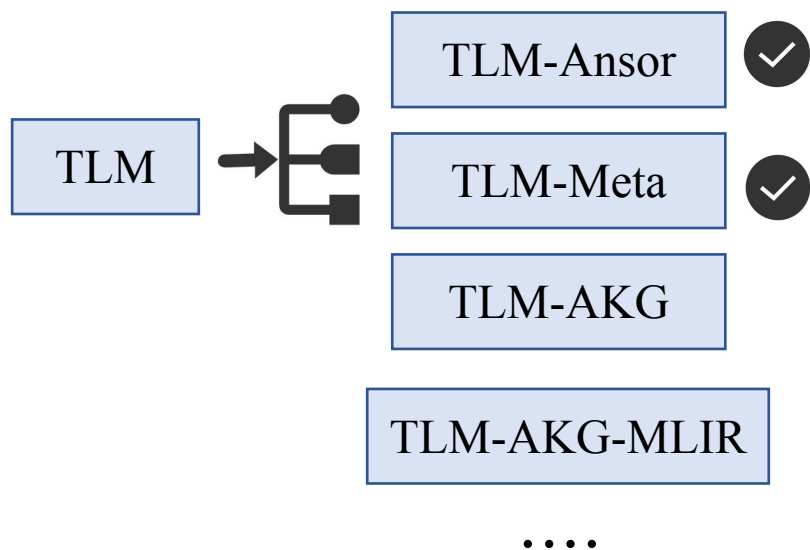 TLM-Ansor
TLM
TLM-Meta
TLM-AKG
TLM-AKG-MLIR
....